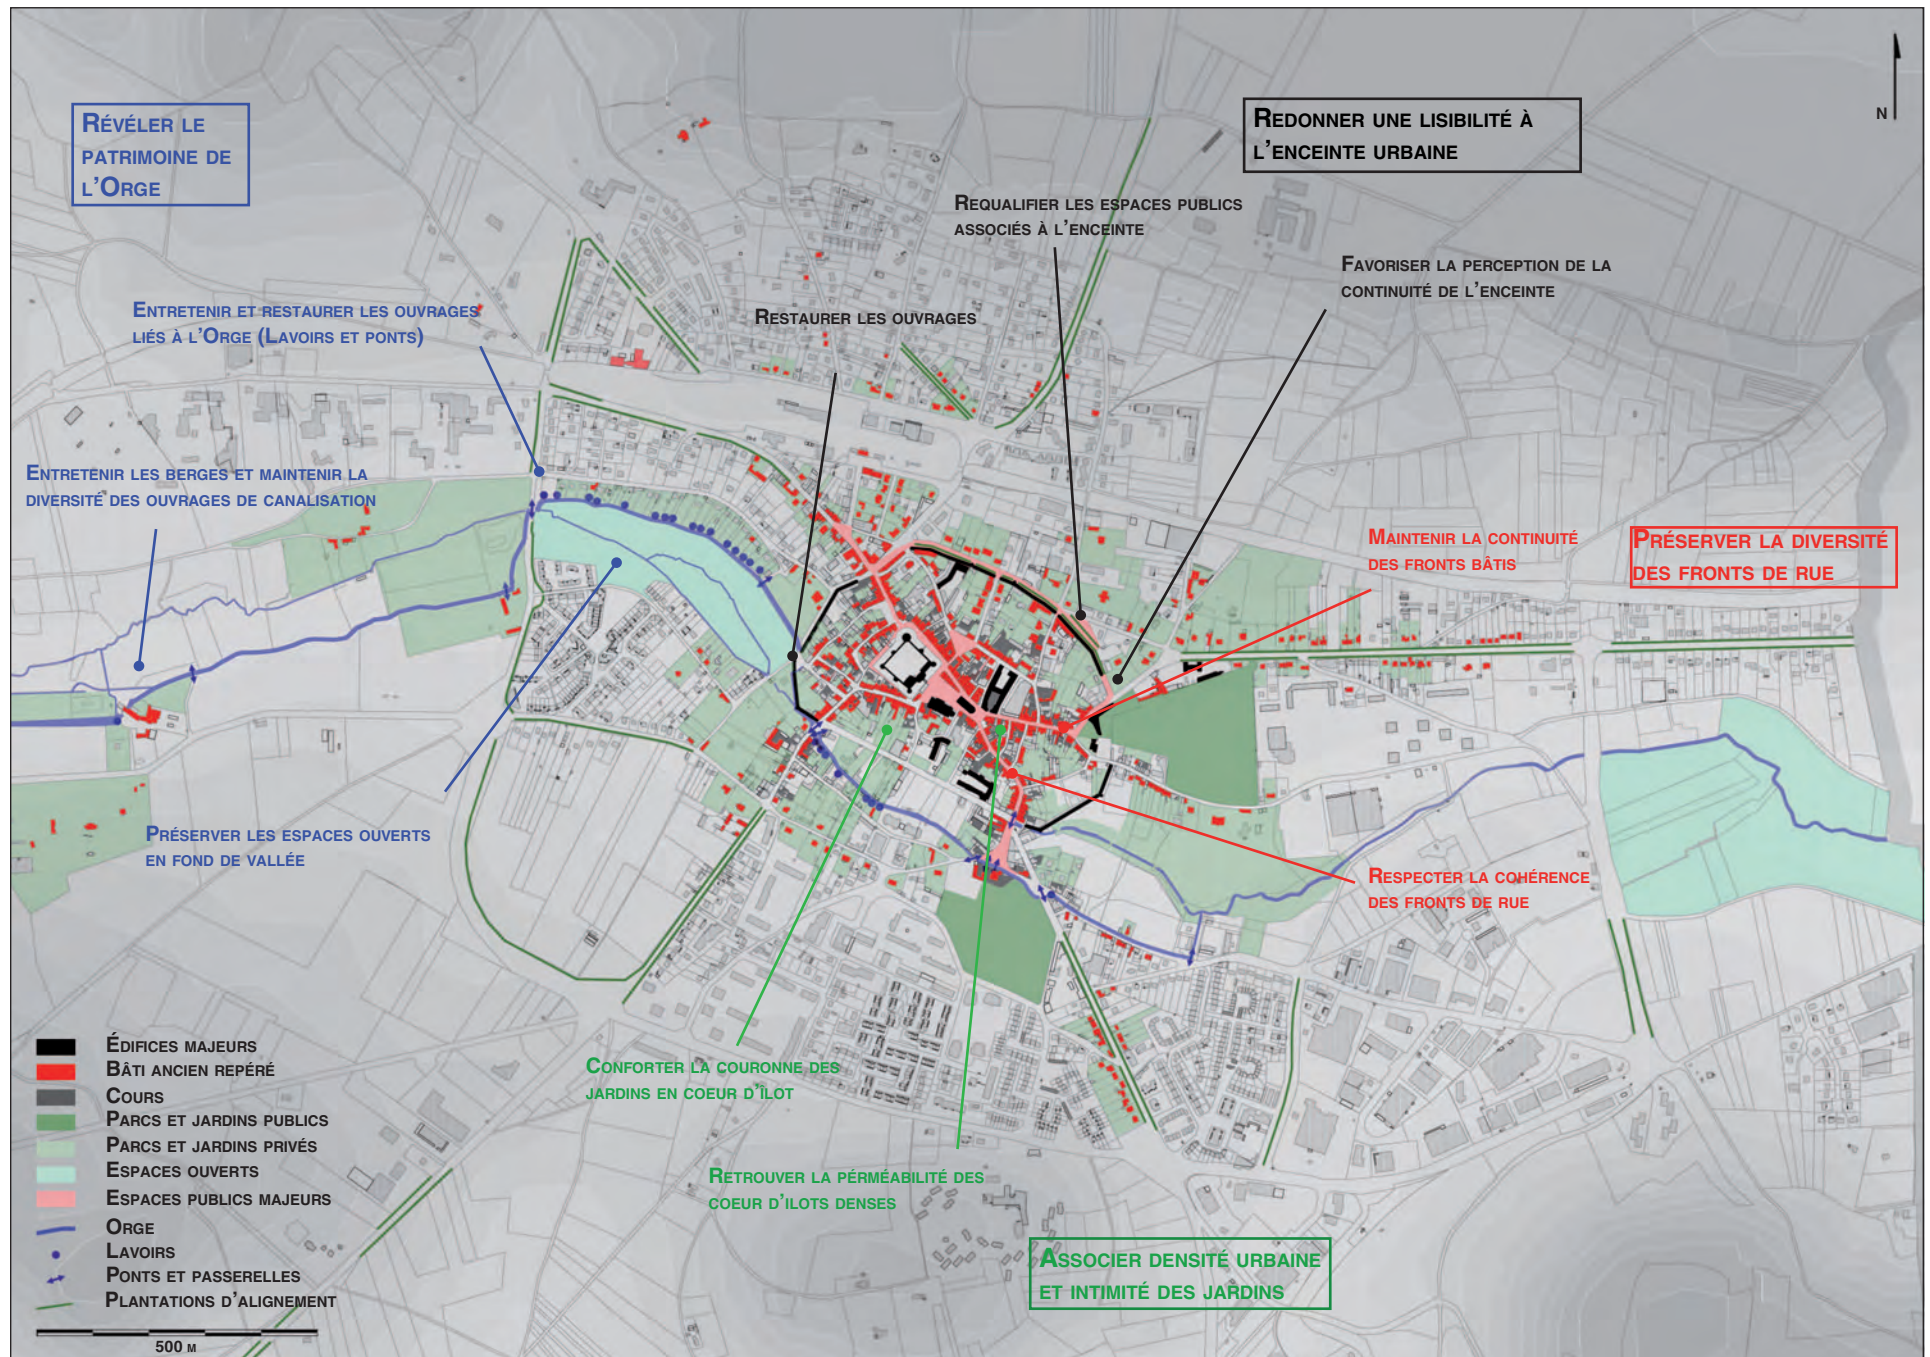 RÉVÉLER LE
PATRIMOINE DE
L'ORGE
REDONNER UNE LISIBILITÉ À
L'ENCEINTE URBAINE
N
REQUALIFIER LES ESPACES PUBLICS
ASSOCIÉS À L'ENCEINTE
FAVORISER LA PERCEPTION DE LA
CONTINUITÉ DE L'ENCEINTE
ENTRETENIR ET RESTAURER LES OUVRAGES
LIÉS À L'ORGE (LAVOIRS ET PONTS)
RESTAURER LES OUVRAGES
ENTRETENIR LES BERGES ET MAINTENIR LA
DIVERSITÉ DES OUVRAGES DE CANALISATION
MAINTENIR LA CONTINUITÉ
DES FRONTS BÂTIS
PRÉSERVER LA DIVERSITÉ
DES FRONTS DE RUE
PRÉSERVER LES ESPACES OUVERTS
EN FOND DE VALLÉE
RESPECTER LA COHÉRENCE
DES FRONTS DE RUE
CONFORTER LA COURONNE DES
JARDINS EN COEUR D'ÎLOT
RETROUVER LA PÉRMÉABILITÉ DES
COEUR D'ILOTS DENSES
ASSOCIER DENSITÉ URBAINE
ET INTIMITÉ DES JARDINS
ÉDIFICES MAJEURS
BÂTI ANCIEN REPÉRÉ
COURS
PARCS ET JARDINS PUBLICS
PARCS ET JARDINS PRIVÉS
ESPACES OUVERTS
ESPACES PUBLICS MAJEURS
ORGE
LAVOIRS
PONTS ET PASSERELLES
PLANTATIONS D'ALIGNEMENT
500 M